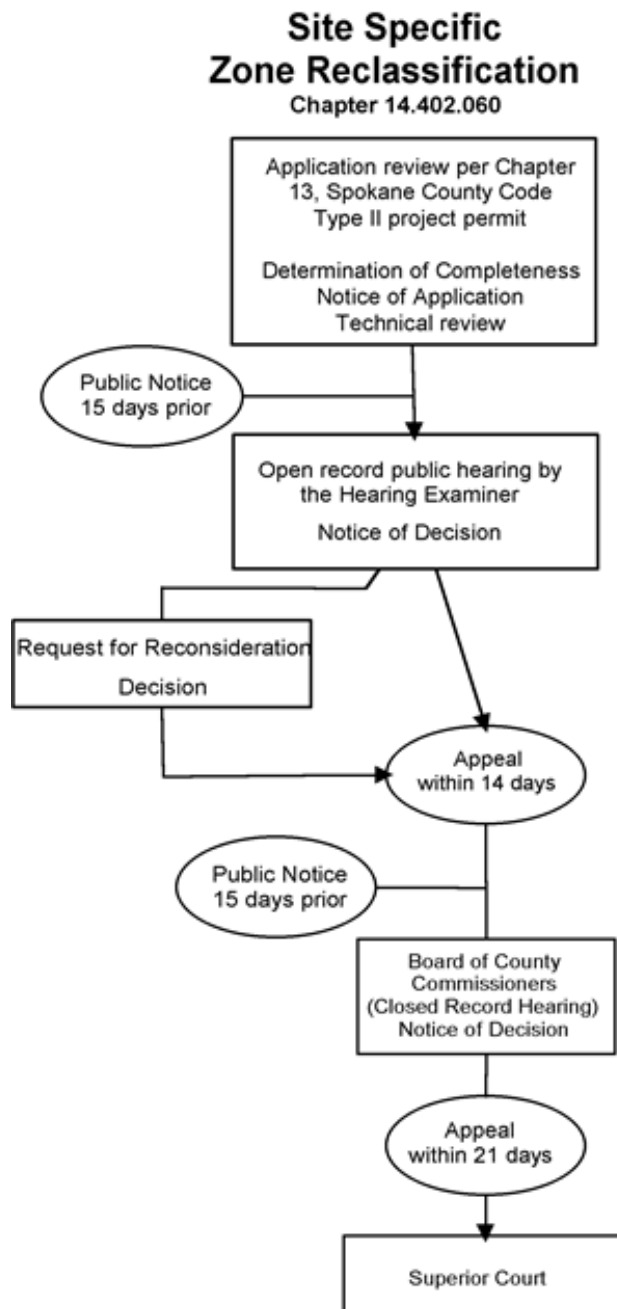 Site Specific
Zone Reclassification
Chapter 14.402.060
Application review per Chapter
13, Spokane County Code
Type II project permit
Determination of Completeness
Notice of Application
Technical review
Public Notice
15 days prior
Open record public hearing by
the Hearing Examiner
Notice of Decision
Request for Reconsideration
Decision
Appeal
within 14 days
Public Notice
15 days prior
Board of County
Commissioners
(Closed Record Hearing)
Notice of Decision
Appeal
within 21 days
Superior Court